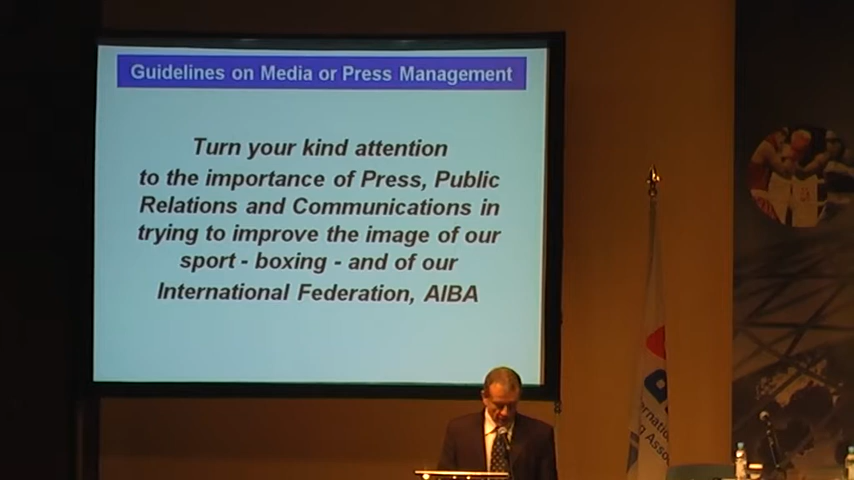 Guidelines on Media or Press Management
Turn your kind attention
to the importance of Press, Public
Relations and Communications in
trying to improve the image of our
sport - boxing - and of our
International Federation, AIBA